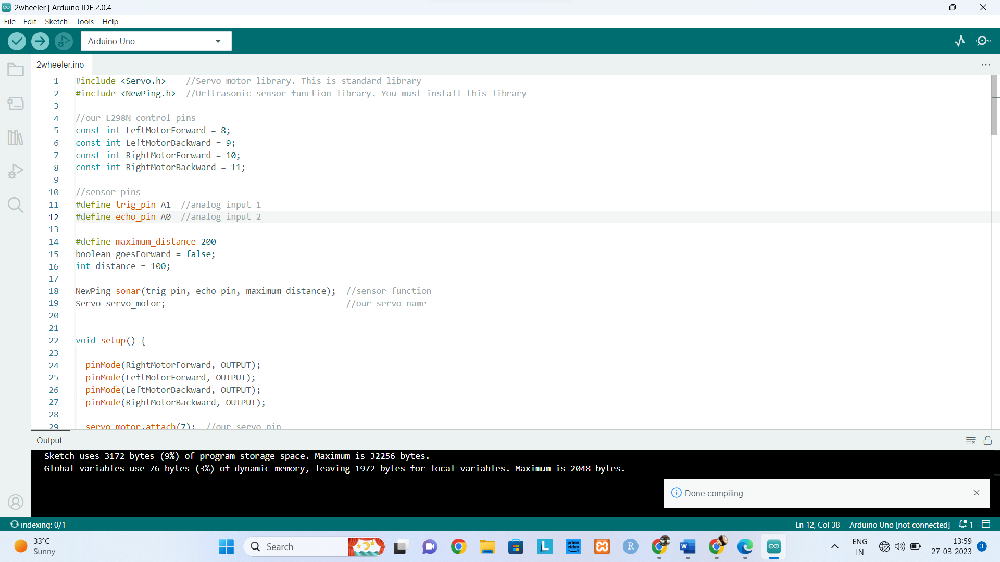 2wheeler | Arduino IDE 2.0.4
File Edit Sketch Tools Help
Arduino Uno
2wheeler.ino
1 #include <Servo.h> //Servo motor library. This is standard library
2 #include <NewPing.h> //Urltrasonic sensor function library. You must install this library
3
4 //our L298N control pins
5 const int LeftMotorForward = 8;
6 const int LeftMotorBackward = 9;
7 const int RightMotorForward = 10;
8 const int RightMotorBackward = 11;
9
10 //sensor pins
11 #define trig_pin A1 //analog input 1
12 #define echo_pin A0 //analog input 2
13
14 #define maximum_distance 200
15 boolean goesForward = false;
16 int distance = 100;
17
18 NewPing sonar(trig_pin, echo_pin, maximum_distance); //sensor function
19 Servo servo_motor; //our servo name
20
21
22 void setup() {
23
24 pinMode(RightMotorForward, OUTPUT);
25 pinMode(LeftMotorForward, OUTPUT);
26 pinMode(LeftMotorBackward, OUTPUT);
27 pinMode(RightMotorBackward, OUTPUT);
28
29 servo_motor.attach(7); //our servo pin
Output
Sketch uses 3172 bytes (9%) of program storage space. Maximum is 32256 bytes.
Global variables use 76 bytes (3%) of dynamic memory, leaving 1972 bytes for local variables. Maximum is 2048 bytes.
Done compiling.
indexing: 0/1
Ln 12, Col 38 Arduino Uno [not connected] 1
33°C
Sunny
Search
L
prime video
R
W
ENG
IN
13:59
27-03-2023
3